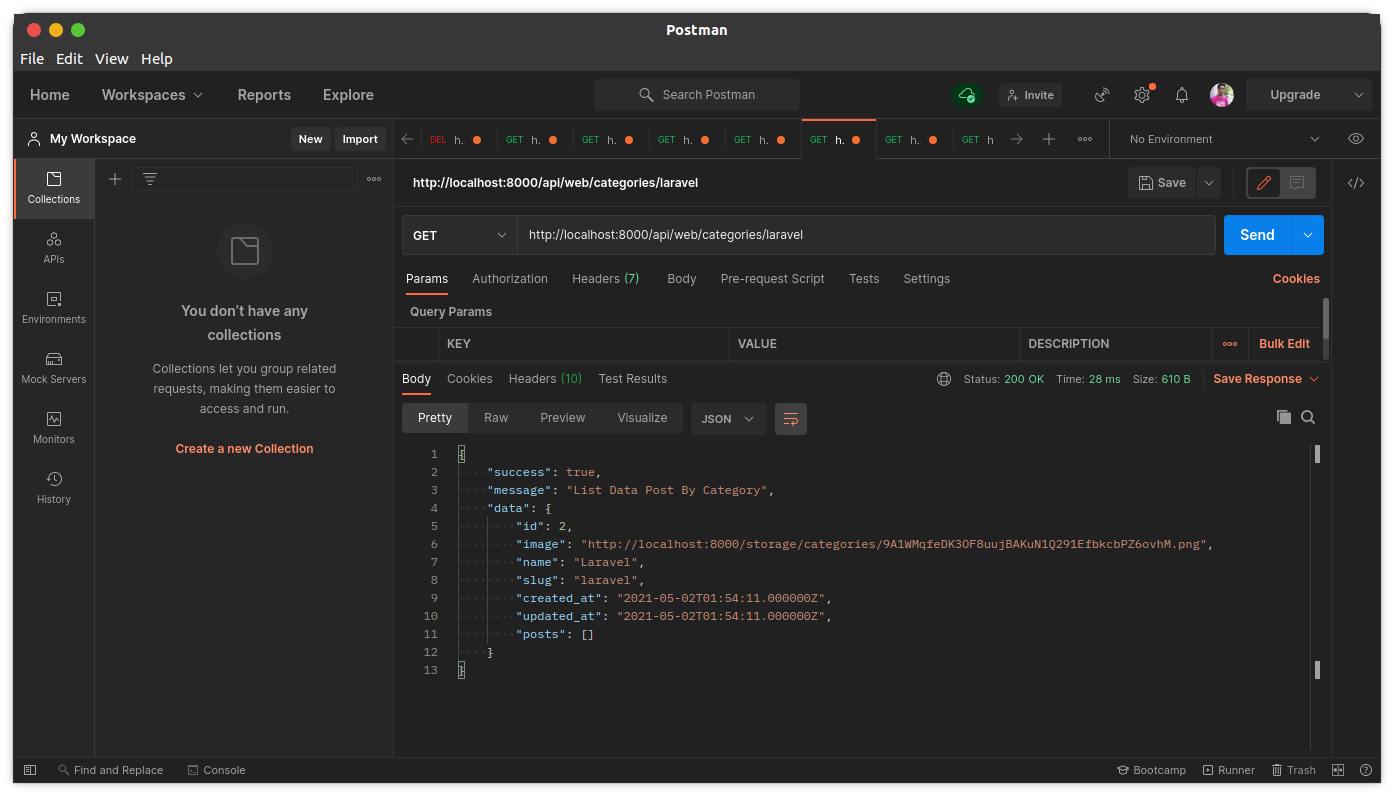 Postman
File Edit View Help
Home Workspaces Reports Explore Search Postman Invite Upgrade
My Workspace New Import DEL h. GET h. GET h. GET h. GET h. GET h. GET h. GET h No Environment
Collections
APIs
Environments
Mock Servers
Monitors
History
You don't have any
collections
Collections let you group related
requests, making them easier to
access and run.
Create a new Collection
http://localhost:8000/api/web/categories/laravel Save
GET http://localhost:8000/api/web/categories/laravel Send
Params Authorization Headers (7) Body Pre-request Script Tests Settings Cookies
Query Params
KEY VALUE DESCRIPTION Bulk Edit
Body Cookies Headers (10) Test Results Status: 200 OK Time: 28 ms Size: 610 B Save Response
Pretty Raw Preview Visualize JSON
1 {
2 "success": true,
3 "message": "List Data Post By Category",
4 "data": {
5 "id": 2,
6 "image": "http://localhost:8000/storage/categories/9A1WMqfeDK3OF8uujBAKuN1Q291EfbkcbPZ6ovhM.png",
7 "name": "Laravel",
8 "slug": "laravel",
9 "created_at": "2021-05-02T01:54:11.000000Z",
10 "updated_at": "2021-05-02T01:54:11.000000Z",
11 "posts": []
12 }
13 }
Find and Replace Console Bootcamp Runner Trash